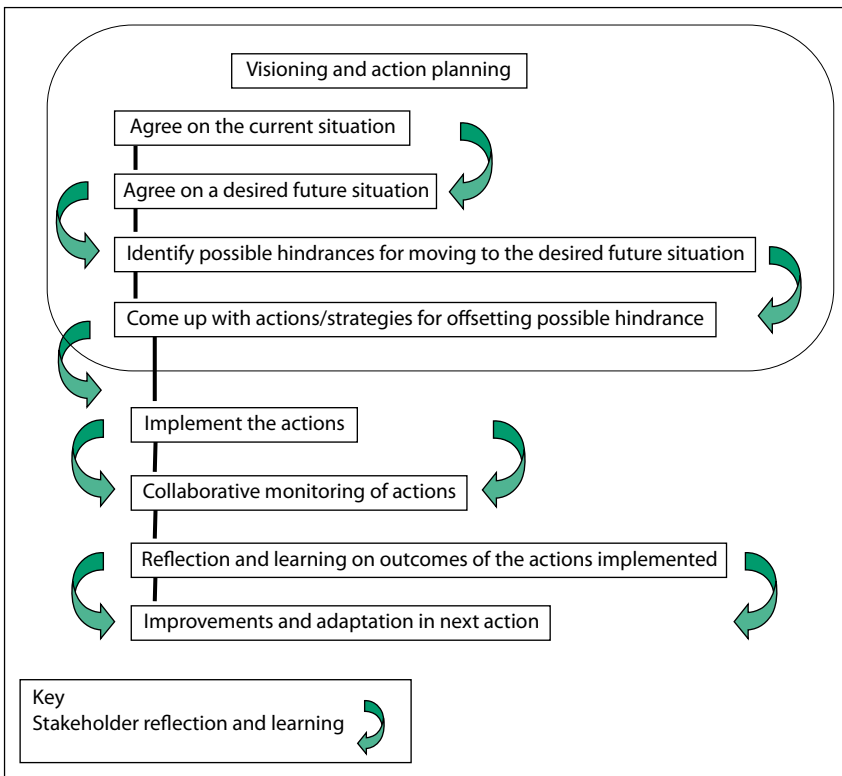 Visioning and action planning
Agree on the current situation
Agree on a desired future situation
Identify possible hindrances for moving to the desired future situation
Come up with actions/strategies for offsetting possible hindrance
Implement the actions
Collaborative monitoring of actions
Reflection and learning on outcomes of the actions implemented
Improvements and adaptation in next action
Key
Stakeholder reflection and learning